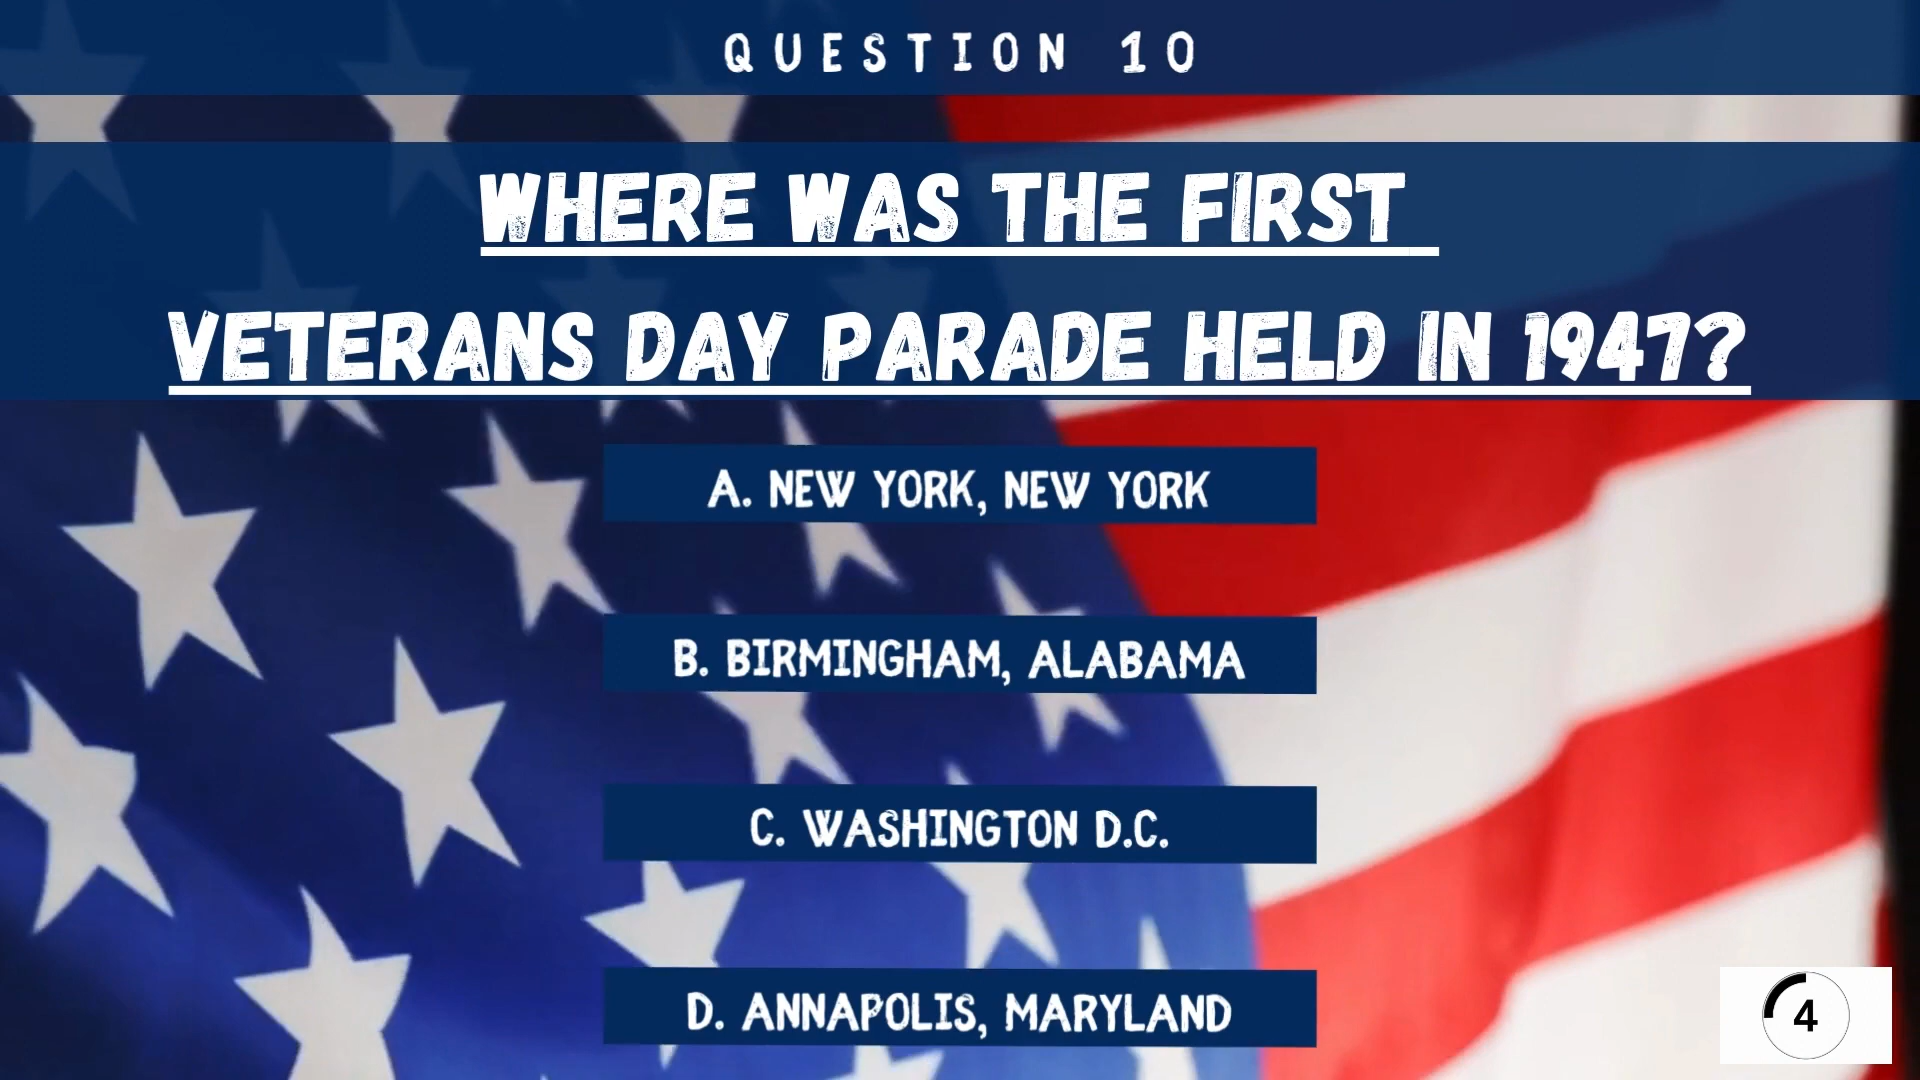 QUESTION 10
WHERE WAS THE FIRST
VETERANS DAY PARADE HELD IN 1947?
A. NEW YORK, NEW YORK
B. BIRMINGHAM, ALABAMA
C. WASHINGTON D.C.
D. ANNAPOLIS, MARYLAND
4